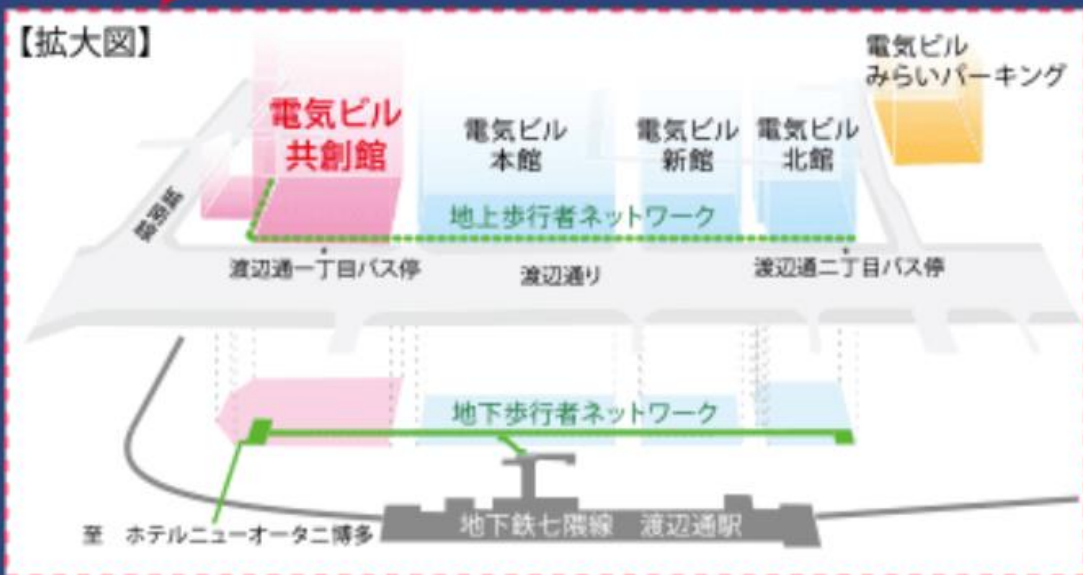 【拡大図】
電気ビル
みらいパーキング
電気ビル
共創館
電気ビル
本館
電気ビル
新館
電気ビル
北館
城南線
地上歩行者ネットワーク
渡辺通一丁目バス停
渡辺通り
渡辺通二丁目バス停
地下歩行者ネットワーク
至 ホテルニューオータニ博多
地下鉄七隈線 渡辺通駅